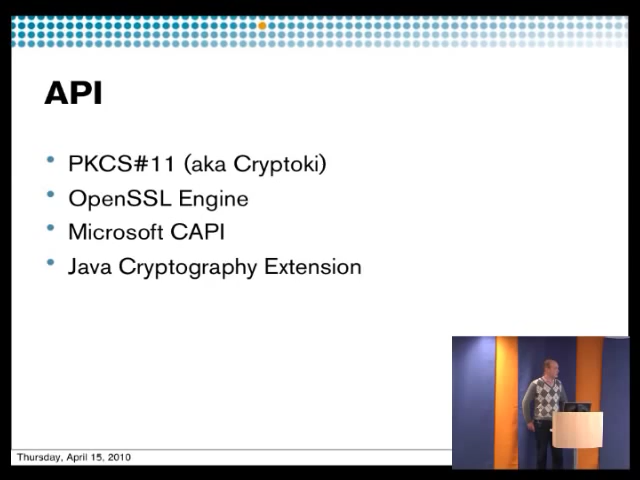 API
PKCS#11 (aka Cryptoki)
OpenSSL Engine
Microsoft CAPI
Java Cryptography Extension
Thursday, April 15, 2010